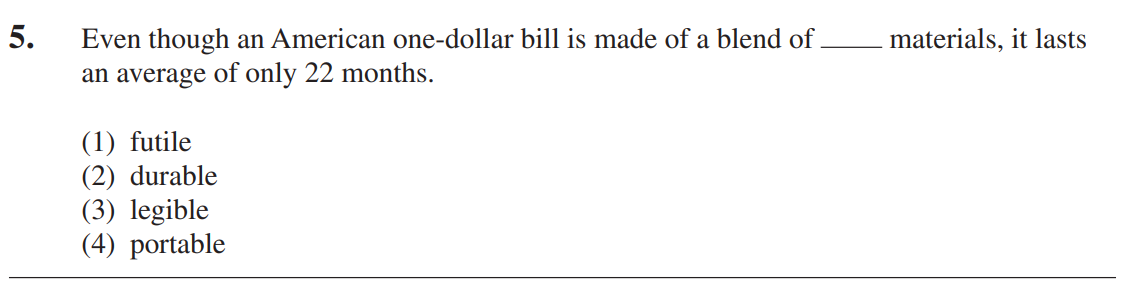 5. Even though an American one-dollar bill is made of a blend of ____ materials, it lasts
an average of only 22 months.
(1) futile
(2) durable
(3) legible
(4) portable